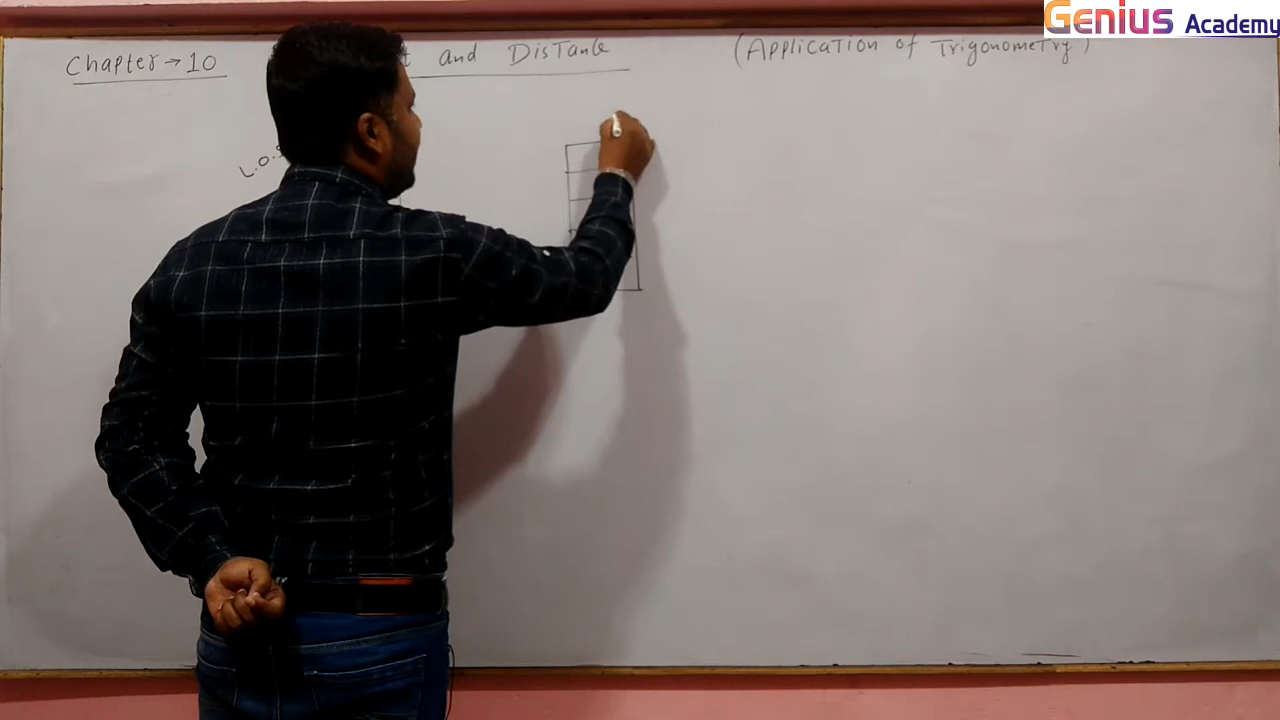 Genius Academy
Chapter → 10 and DisTance (Application of Trigonometry)
L.O.S